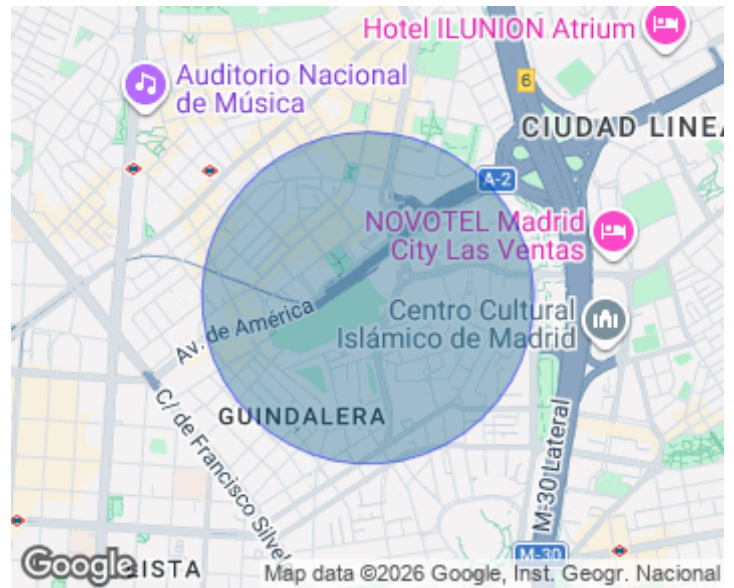 Hotel ILUNION Atrium
Auditorio Nacional
de Música
6
CIUDAD LINEA
A-2
NOVOTEL Madrid
City Las Ventas
Centro Cultural
Islámico de Madrid
Av. de América
GUINDALERA
C/ de Francisco Silvel
M-30 Lateral
M-30
Google
LISTA
Map data ©2026 Google, Inst. Geogr. Nacional